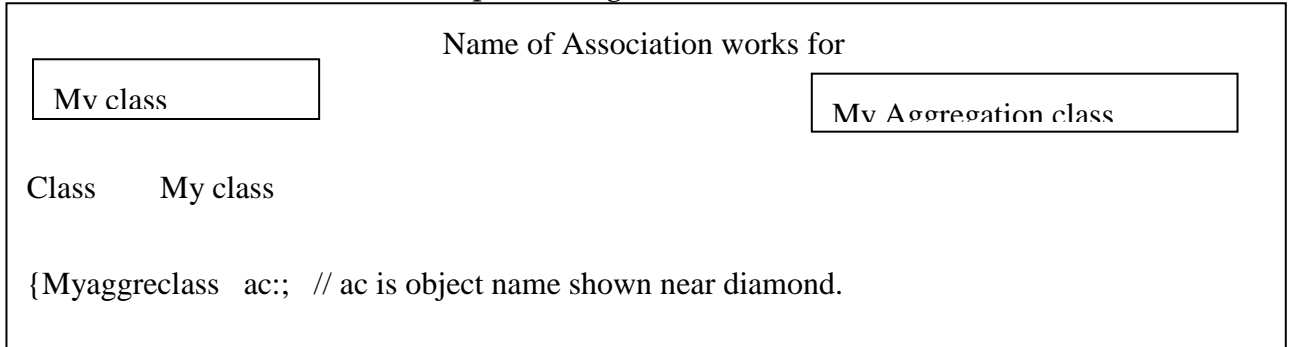 Name of Association works for
My class
My Aggregation class
Class My class
{Myaggreclass ac:; // ac is object name shown near diamond.